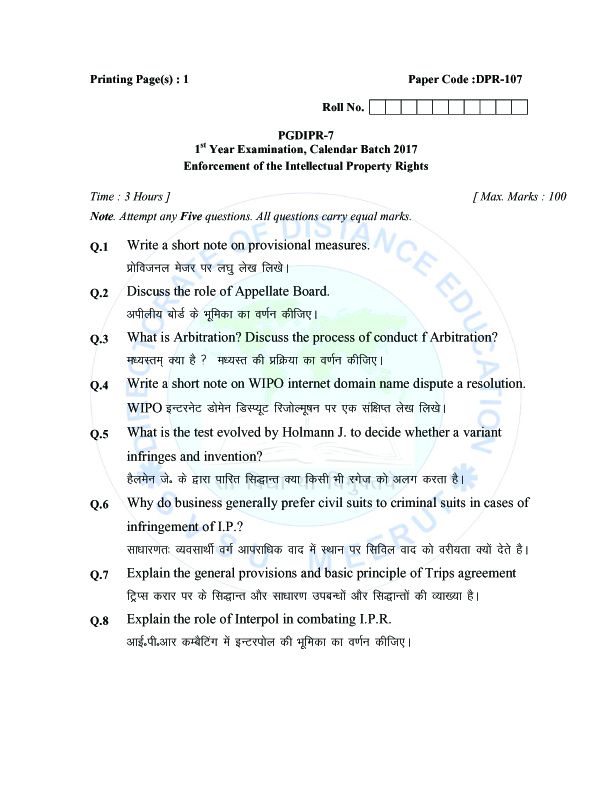 Printing Page(s) : 1 Paper Code :DPR-107
Roll No.
PGDIPR-7
1st Year Examination, Calendar Batch 2017
Enforcement of the Intellectual Property Rights
Time : 3 Hours ] [ Max. Marks : 100
Note. Attempt any Five questions. All questions carry equal marks.
Q.1 Write a short note on provisional measures.
प्रोविजनल मेजर पर लघु लेख लिखे।
Q.2 Discuss the role of Appellate Board.
अपीलीय बोर्ड के भूमिका का वर्णन कीजिए।
Q.3 What is Arbitration? Discuss the process of conduct f Arbitration?
मध्यस्तम् क्या है ? मध्यस्त की प्रक्रिया का वर्णन कीजिए।
Q.4 Write a short note on WIPO internet domain name dispute a resolution.
WIPO इन्टरनेट डोमेन डिस्प्यूट रिजोल्मूषन पर एक संक्षिप्त लेख लिखे।
Q.5 What is the test evolved by Holmann J. to decide whether a variant
infringes and invention?
हैलमेन जे. के द्वारा पारित सिद्धान्त क्या किसी भी रगेज को अलग करता है।
Q.6 Why do business generally prefer civil suits to criminal suits in cases of
infringement of I.P.?
साधारणतः व्यवसार्थी वर्ग आपराधिक वाद में स्थान पर सिविल वाद को वरीयता क्यों देते है।
Q.7 Explain the general provisions and basic principle of Trips agreement
ट्रिप्स करार पर के सिद्धान्त और साधारण उपबन्धों और सिद्धान्तों की व्याख्या है।
Q.8 Explain the role of Interpol in combating I.P.R.
आई.पी.आर कम्बैटिंग में इन्टरपोल की भूमिका का वर्णन कीजिए।
DIRECTORATE OF DISTANCE EDUCATION
SVSU MEERUT